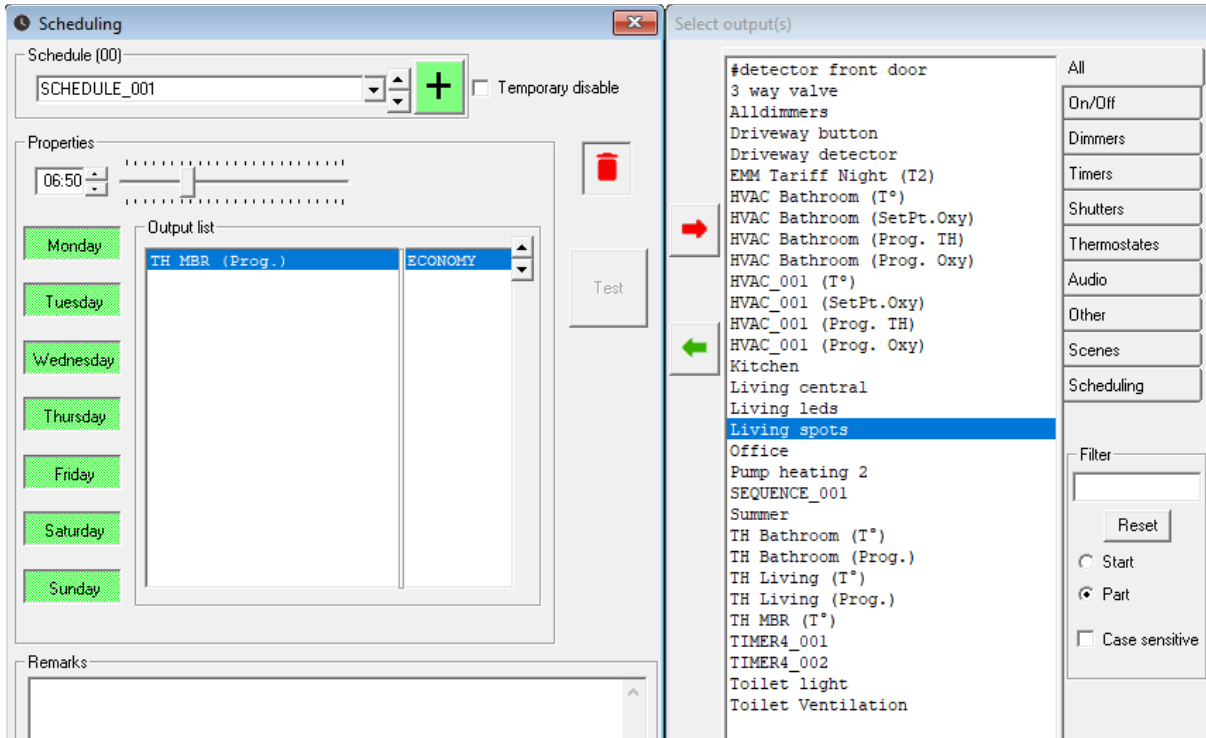 Scheduling
Schedule (00)
SCHEDULE_001
Temporary disable
Properties
06:50
Output list
TH MBR (Prog.) ECONOMY
Monday
Tuesday
Wednesday
Thursday
Friday
Saturday
Sunday
Test
Remarks
Select output(s)
#detector front door
3 way valve
Alldimmers
Driveway button
Driveway detector
EMM Tariff Night (T2)
HVAC Bathroom (T°)
HVAC Bathroom (SetPt.Oxy)
HVAC Bathroom (Prog. TH)
HVAC Bathroom (Prog. Oxy)
HVAC_001 (T°)
HVAC_001 (SetPt.Oxy)
HVAC_001 (Prog. TH)
HVAC_001 (Prog. Oxy)
Kitchen
Living central
Living leds
Living spots
Office
Pump heating 2
SEQUENCE_001
Summer
TH Bathroom (T°)
TH Bathroom (Prog.)
TH Living (T°)
TH Living (Prog.)
TH MBR (T°)
TIMER4_001
TIMER4_002
Toilet light
Toilet Ventilation
All
On/Off
Dimmers
Timers
Shutters
Thermostates
Audio
Other
Scenes
Scheduling
Filter
Reset
Start
Part
Case sensitive